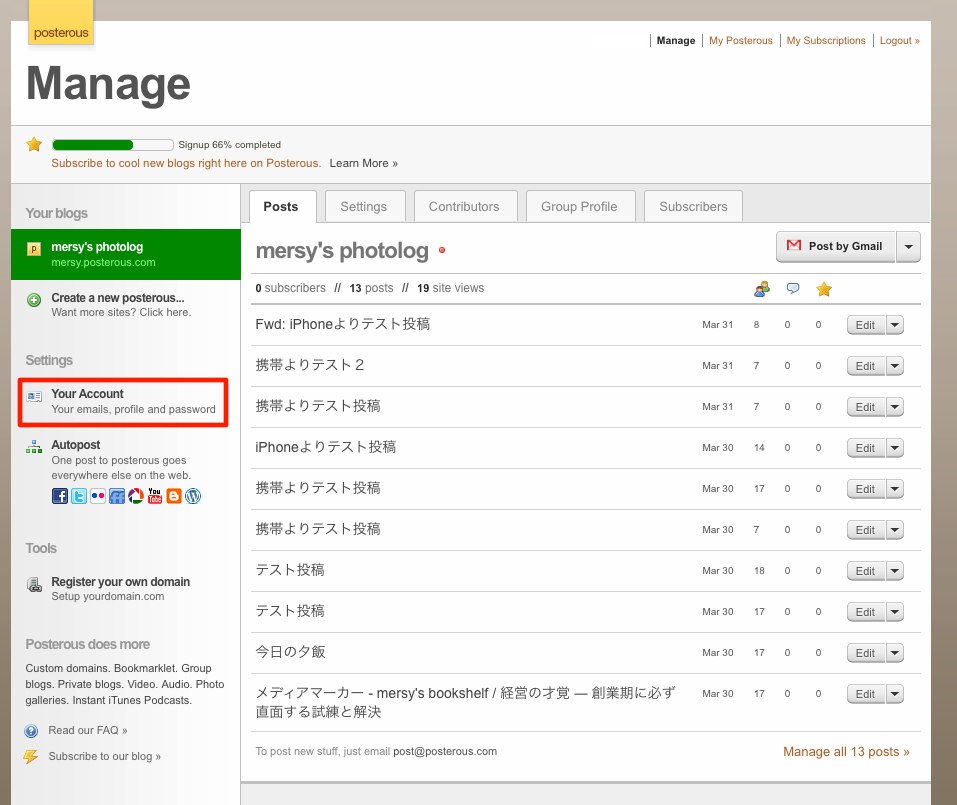 posterous
Manage
My Posterous
My Subscriptions
Logout »
Manage
Signup 66% completed
Subscribe to cool new blogs right here on Posterous. Learn More »
Your blogs
mersy's photolog
mersy.posterous.com
Create a new posterous...
Want more sites? Click here.
Settings
Your Account
Your emails, profile and password
Autopost
One post to posterous goes
everywhere else on the web.
You
Tube
Tools
Register your own domain
Setup yourdomain.com
Posterous does more
Custom domains. Bookmarklet. Group
blogs. Private blogs. Video. Audio. Photo
galleries. Instant iTunes Podcasts.
Read our FAQ »
Subscribe to our blog »
Posts
Settings
Contributors
Group Profile
Subscribers
mersy's photolog
Post by Gmail
0 subscribers // 13 posts // 19 site views
Fwd: iPhoneよりテスト投稿 Mar 31 8 0 0 Edit
携帯よりテスト２ Mar 31 7 0 0 Edit
携帯よりテスト投稿 Mar 31 7 0 0 Edit
iPhoneよりテスト投稿 Mar 30 14 0 0 Edit
携帯よりテスト投稿 Mar 30 17 0 0 Edit
携帯よりテスト投稿 Mar 30 7 0 0 Edit
テスト投稿 Mar 30 18 0 0 Edit
テスト投稿 Mar 30 17 0 0 Edit
今日の夕飯 Mar 30 17 0 0 Edit
メディアマーカー - mersy's bookshelf / 経営の才覚 ― 創業期に必ず Mar 30 17 0 0 Edit
直面する試練と解決
To post new stuff, just email post@posterous.com
Manage all 13 posts »